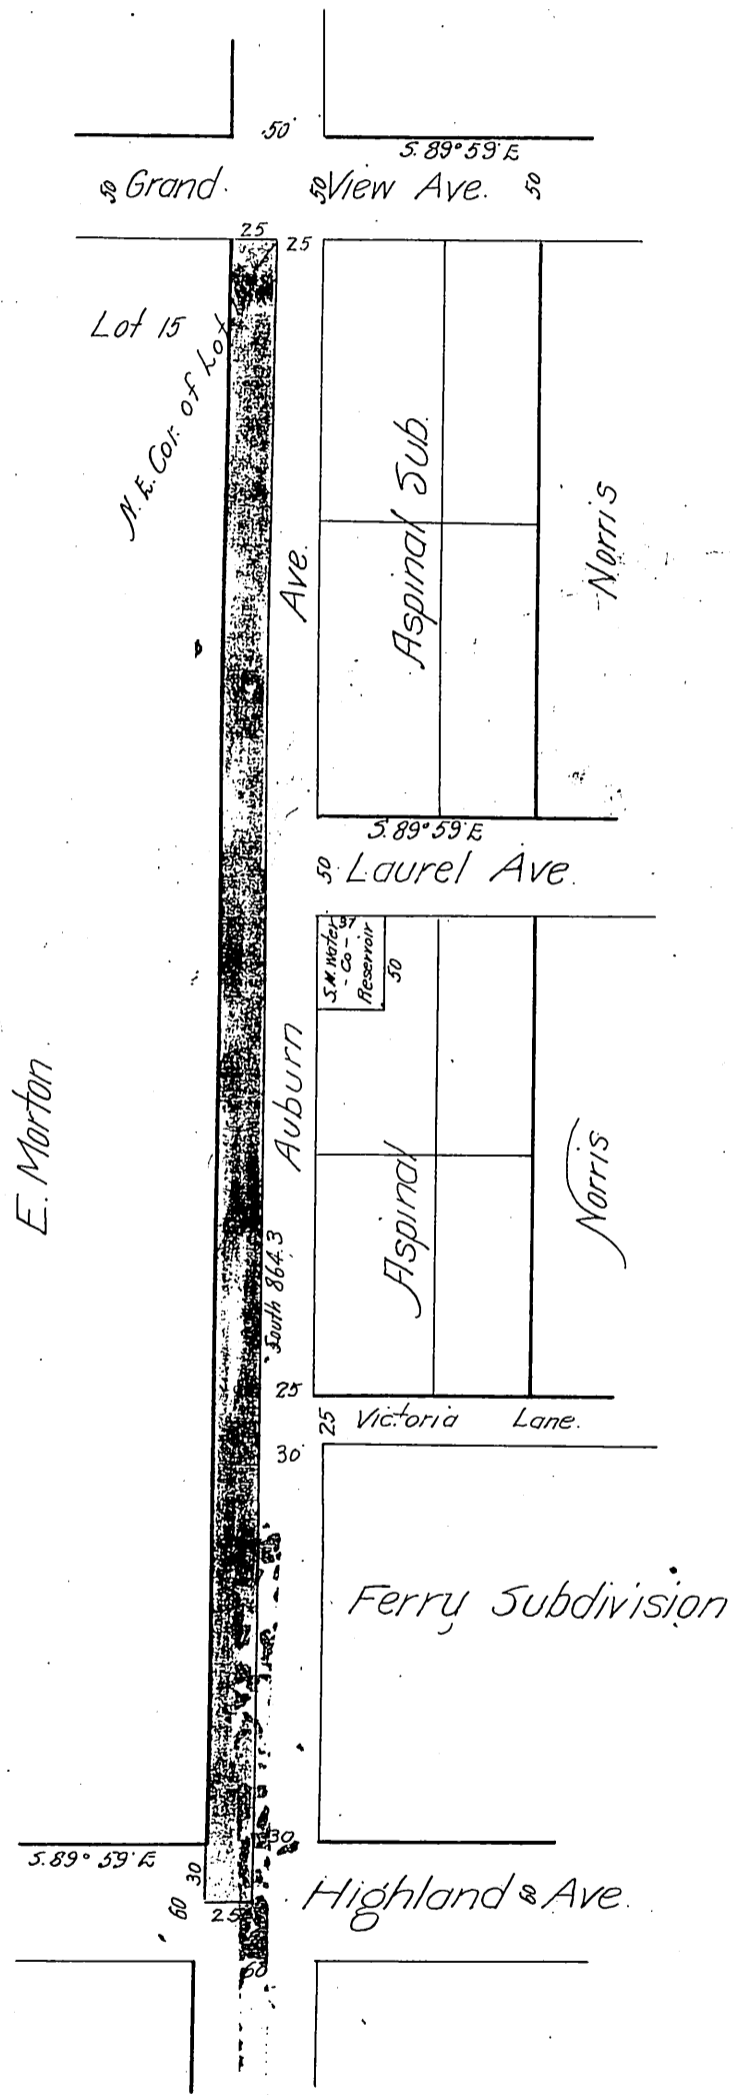 50'
S. 89° 59' E
50 Grand. 50 View Ave. 50
25
25
Lot 15
N. E. Cor. of Lot
Ave.
Aspinal Sub.
Norris
S. 89° 59' E
50 Laurel Ave.
S. M. Water 37
- Co -
Reservoir
50
Auburn
E. Morton.
Aspinal
Norris
South 864.3
25
25 Victoria Lane.
30'
Ferry Subdivision
30
S. 89° 59' E
30
60
25
Highland 60 Ave.
60